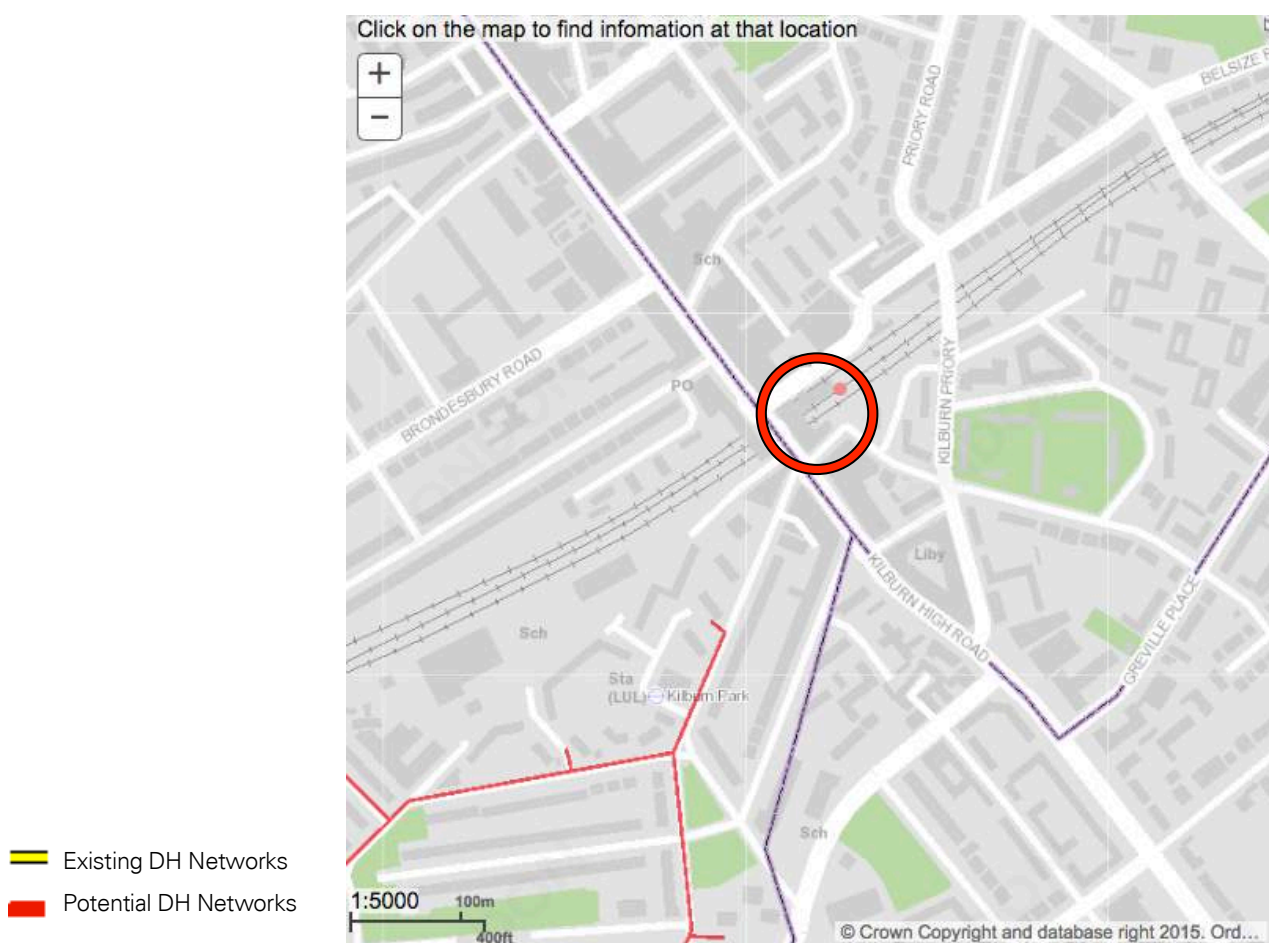 Click on the map to find infomation at that location
+
−
BELSIZE
PRIORY ROAD
Sch
BRONDESBURY ROAD
PO
KILBURN PRIORY
Liby
KILBURN HIGH ROAD
GREVILLE PLACE
Sch
Sta
(LUL) Kilburn Park
Sch
Existing DH Networks
Potential DH Networks
1:5000 100m
400ft
© Crown Copyright and database right 2015. Ord...